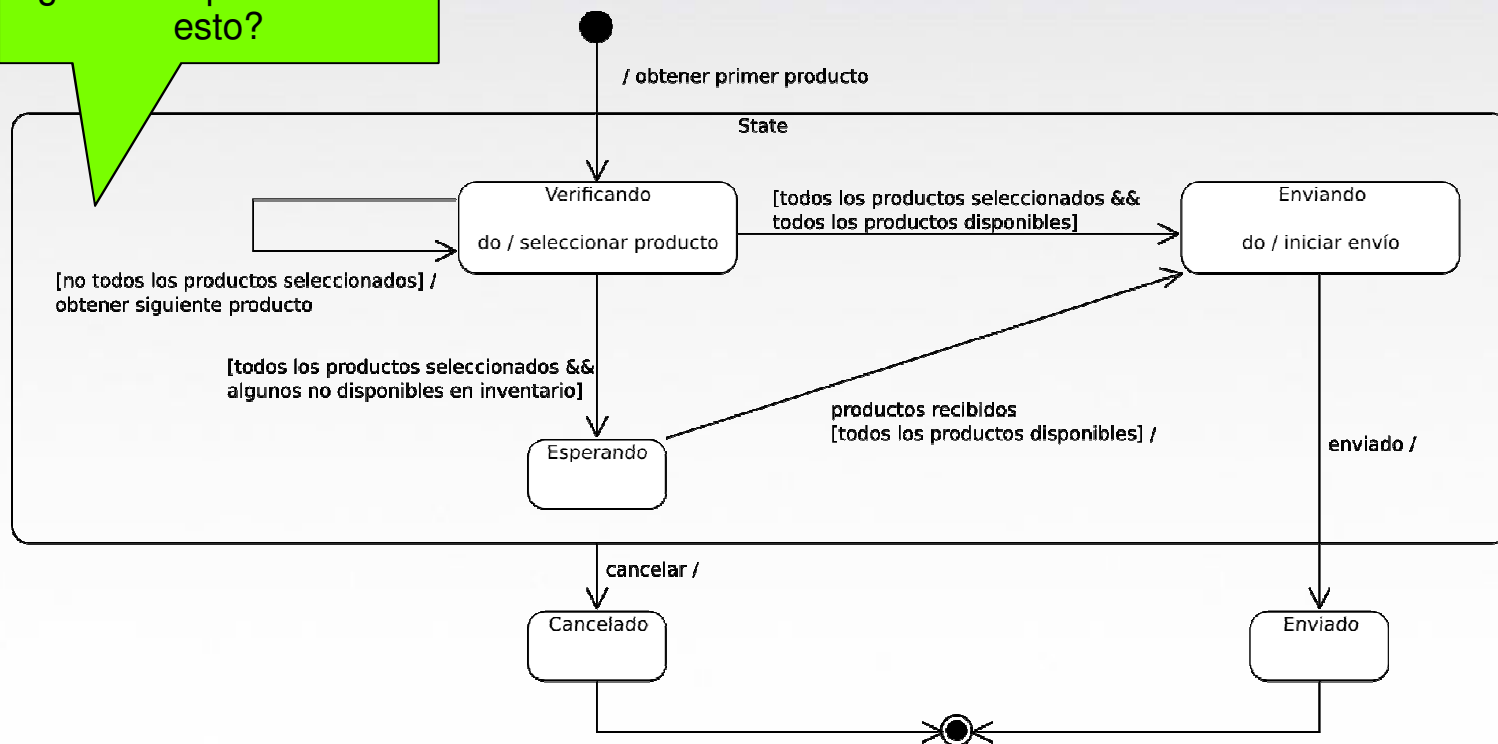 esto?
/ obtener primer producto
State
Verificando
do / seleccionar producto
[todos los productos seleccionados &&
todos los productos disponibles]
Enviando
do / iniciar envío
[no todos los productos seleccionados] /
obtener siguiente producto
[todos los productos seleccionados &&
algunos no disponibles en inventario]
productos recibidos
[todos los productos disponibles] /
Esperando
enviado /
cancelar /
Cancelado
Enviado